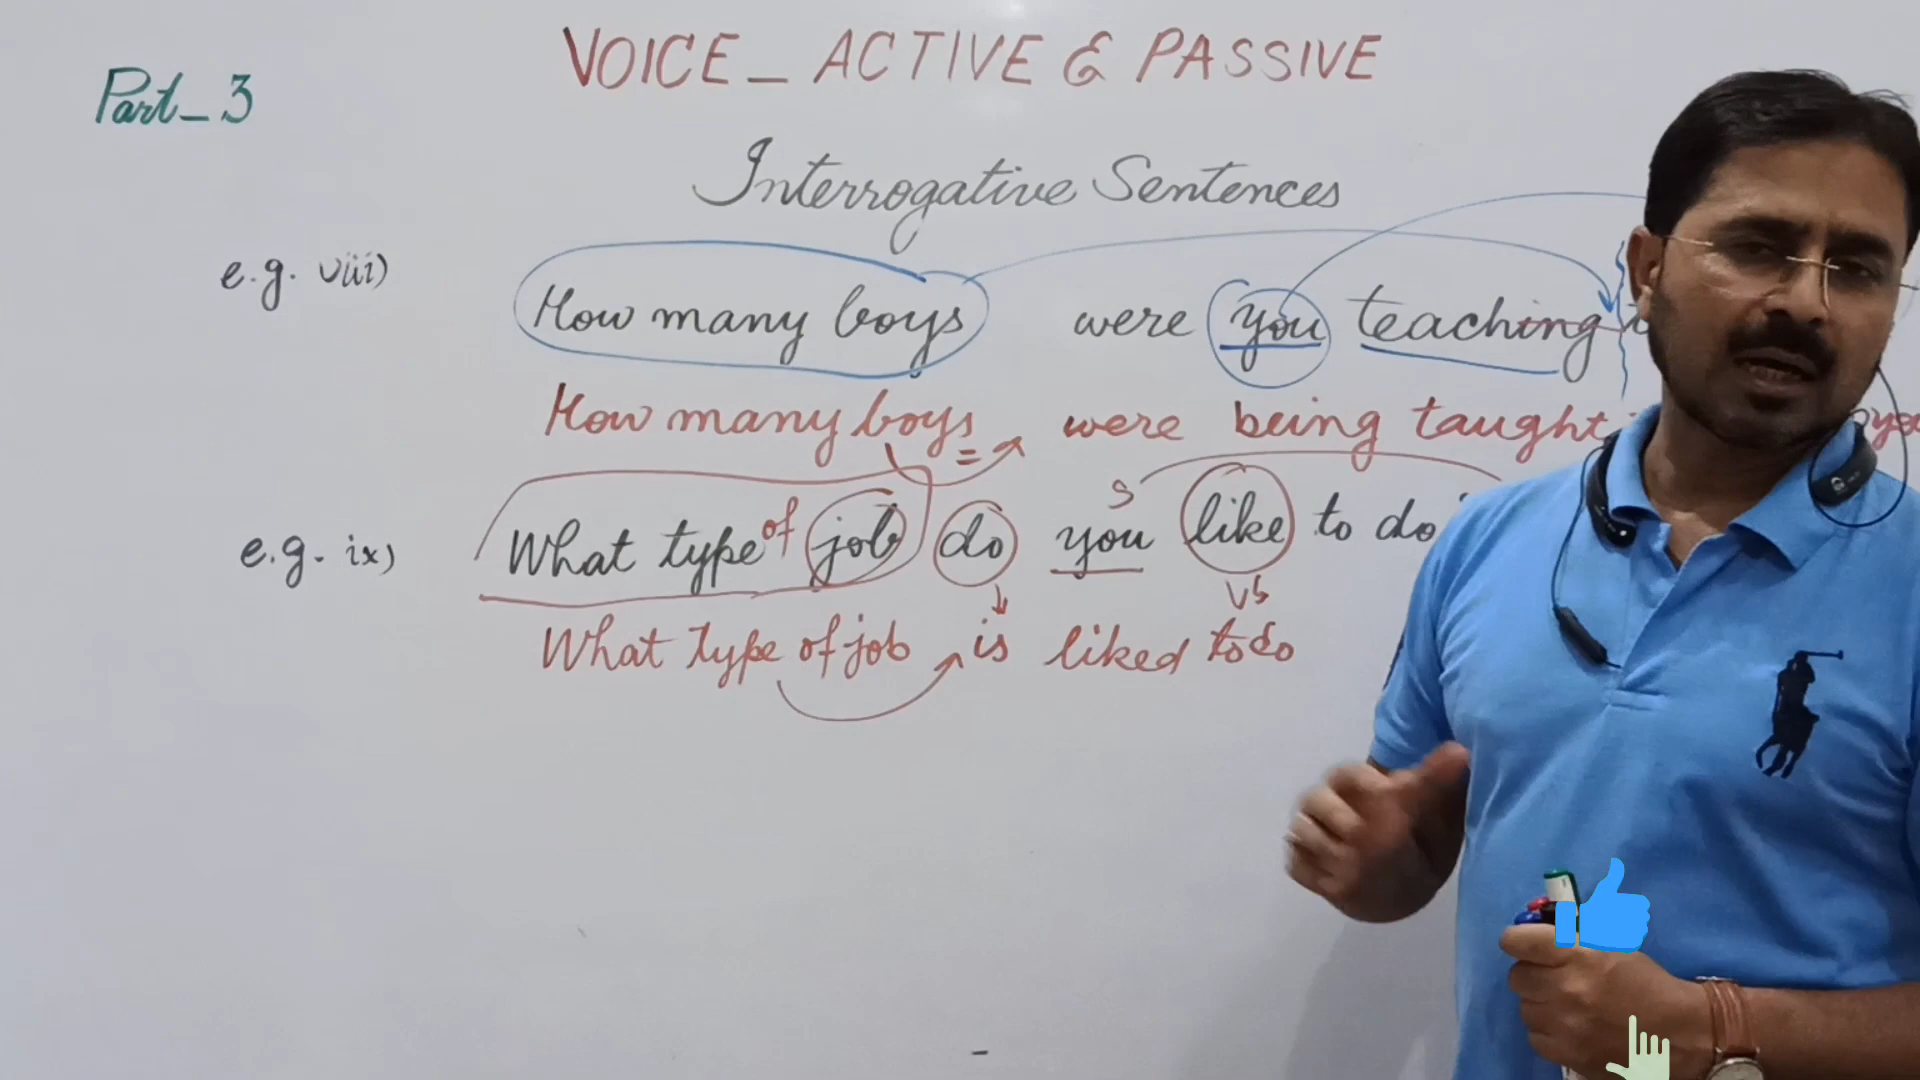 VOICE_ ACTIVE & PASSIVE
Part_3
Interrogative Sentences
e.g. viii) How many boys were you teaching
How many boys were being taught
S
e.g. ix) What type of job do you like to do
Vb
What type of job is liked to do